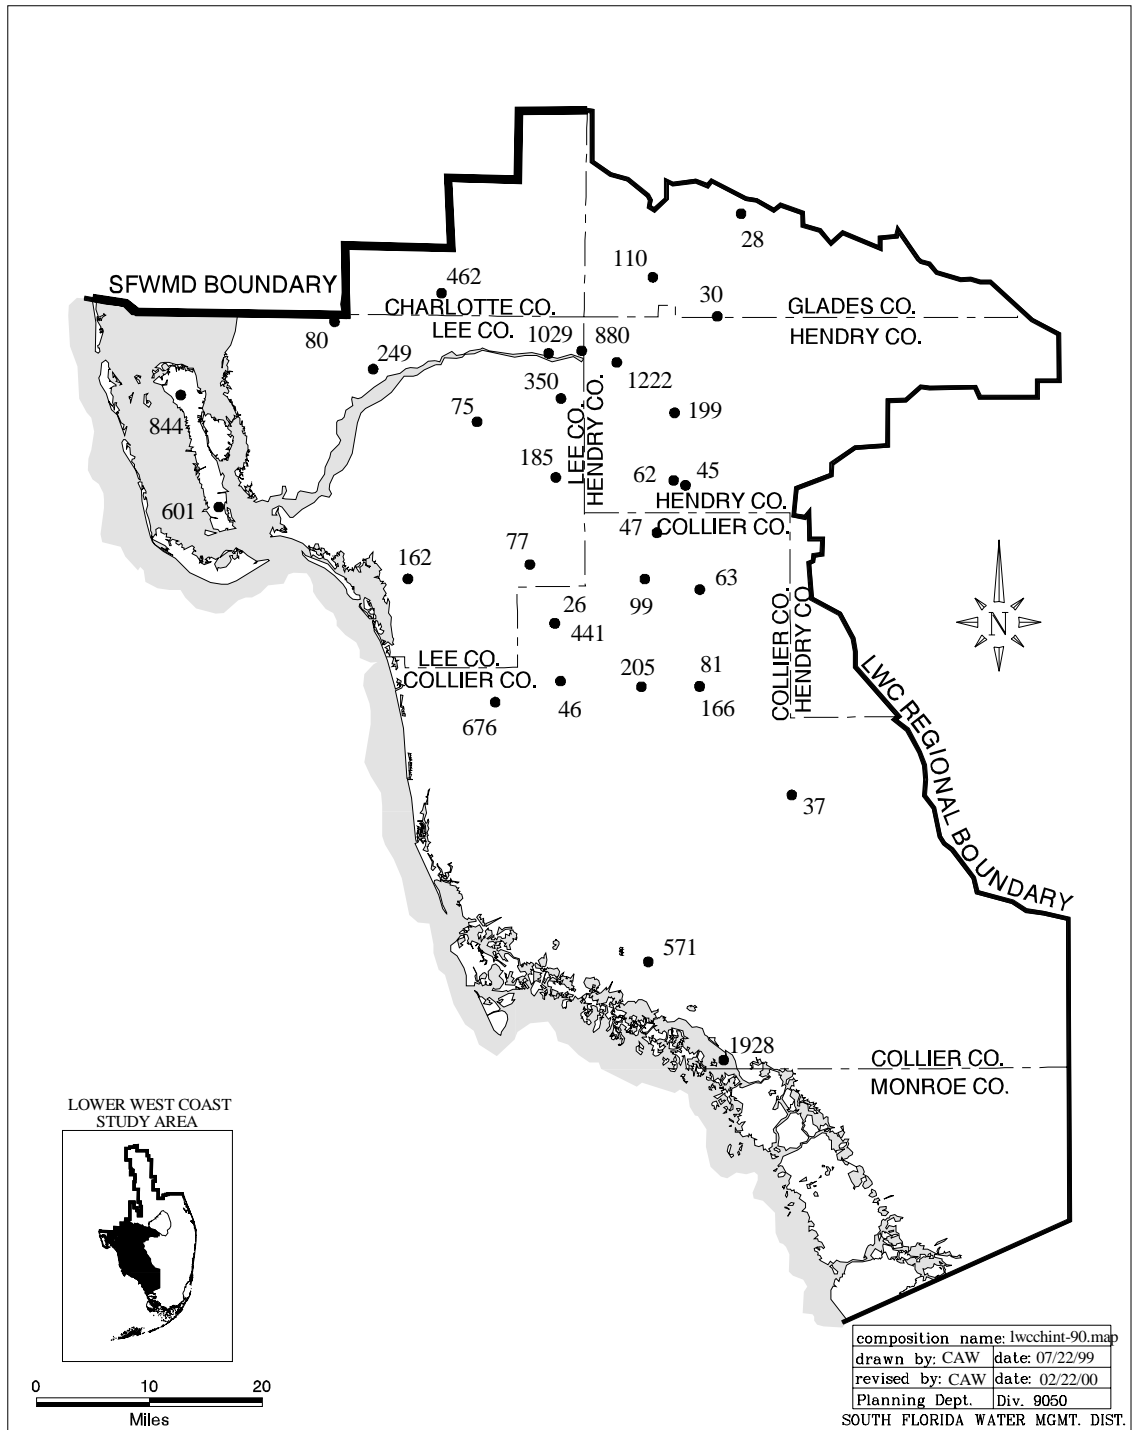 28
110
SFWMD BOUNDARY
462
30
CHARLOTTE CO.
GLADES CO.
LEE CO.
HENDRY CO.
80
1029
880
249
1222
350
75
199
844
LEE CO.
HENDRY CO.
185
62
45
HENDRY CO.
601
47
COLLIER CO.
77
162
63
99
26
441
COLLIER CO.
HENDRY CO.
N
LEE CO.
COLLIER CO.
205
81
46
166
676
LWC REGIONAL BOUNDARY
37
571
1928
COLLIER CO.
MONROE CO.
LOWER WEST COAST
STUDY AREA
0 10 20
Miles
composition name: lwcchint-90.map
drawn by: CAW date: 07/22/99
revised by: CAW date: 02/22/00
Planning Dept. Div. 9050
SOUTH FLORIDA WATER MGMT. DIST.